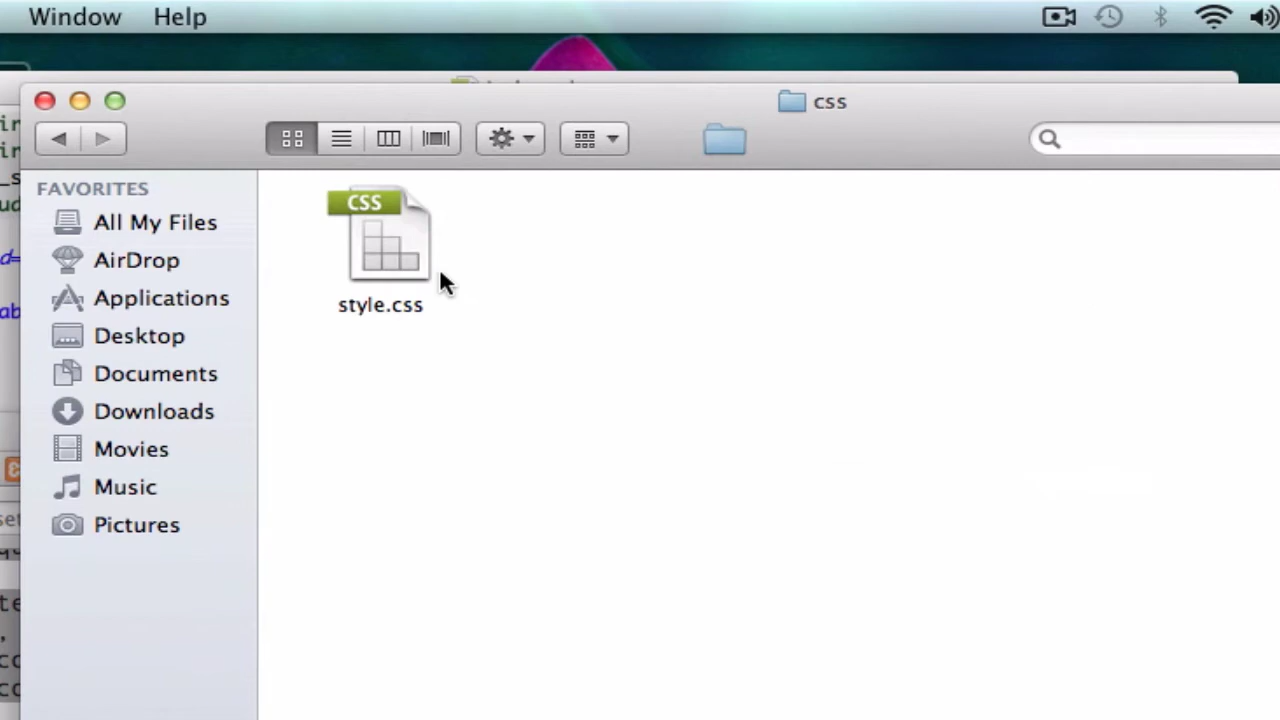 Window Help
css
FAVORITES
All My Files
AirDrop
Applications
Desktop
Documents
Downloads
Movies
Music
Pictures
CSS
style.css